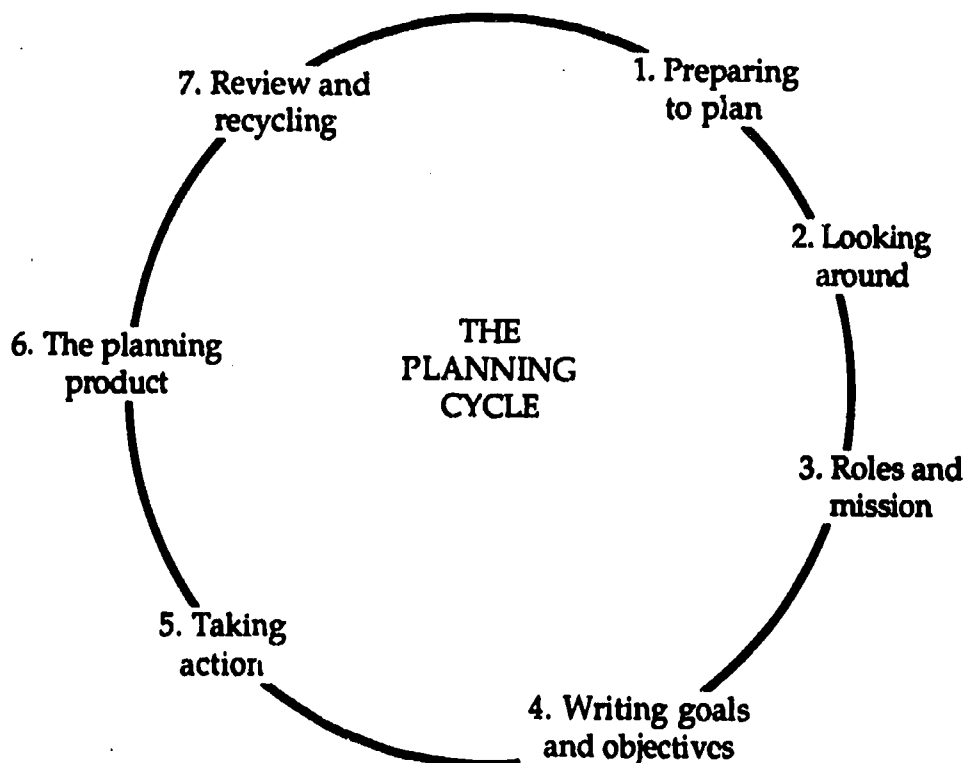 1. Preparing
to plan
2. Looking
around
3. Roles and
mission
4. Writing goals
and objectives
5. Taking
action
6. The planning
product
7. Review and
recycling
THE
PLANNING
CYCLE